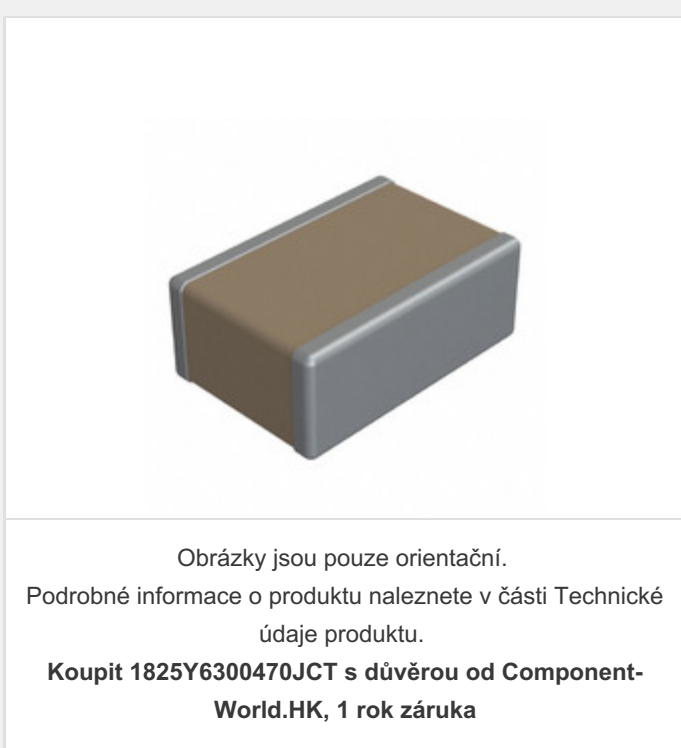 Obrázky jsou pouze orientační.
Podrobné informace o produktu naleznete v části Technické
údaje produktu.
Koupit 1825Y6300470JCT s důvěrou od Component-
World.HK, 1 rok záruka